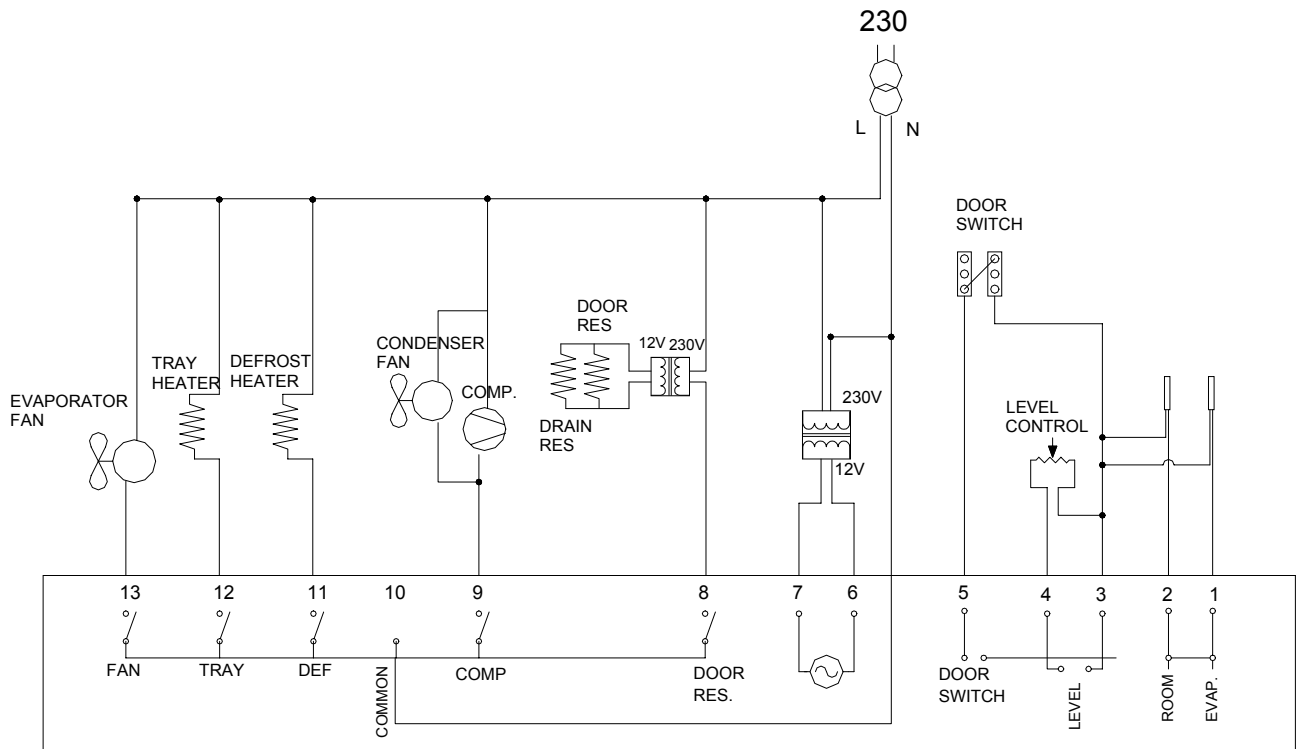 230
L
N
DOOR
SWITCH
DOOR
RES
12V
230V
CONDENSER
FAN
TRAY
HEATER
DEFROST
HEATER
COMP.
EVAPORATOR
FAN
DRAIN
RES
230V
12V
LEVEL
CONTROL
13
12
11
10
9
8
7
6
5
4
3
2
1
FAN
TRAY
DEF
COMMON
COMP
DOOR
RES.
DOOR
SWITCH
LEVEL
ROOM
EVAP.